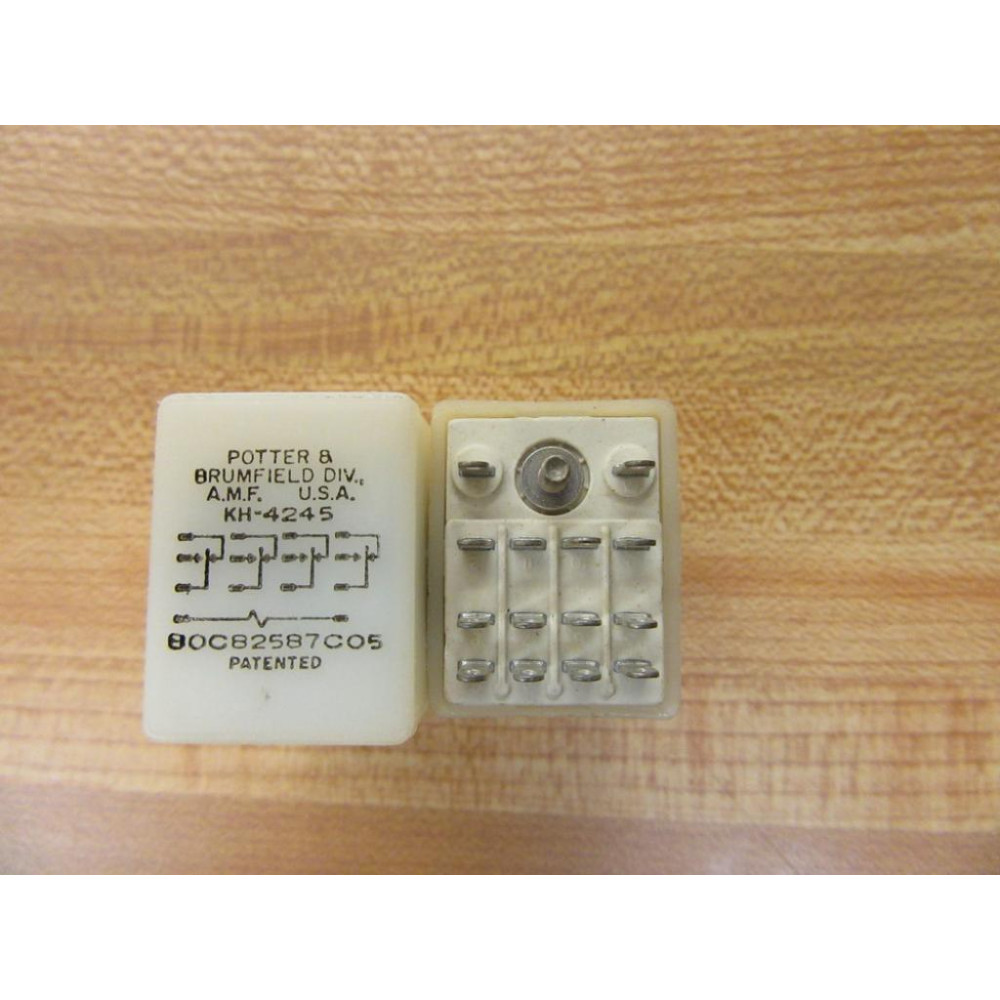 POTTER &
BRUMFIELD DIV.,
A.M.F. U.S.A.
KH-4245
80C82587C05
PATENTED